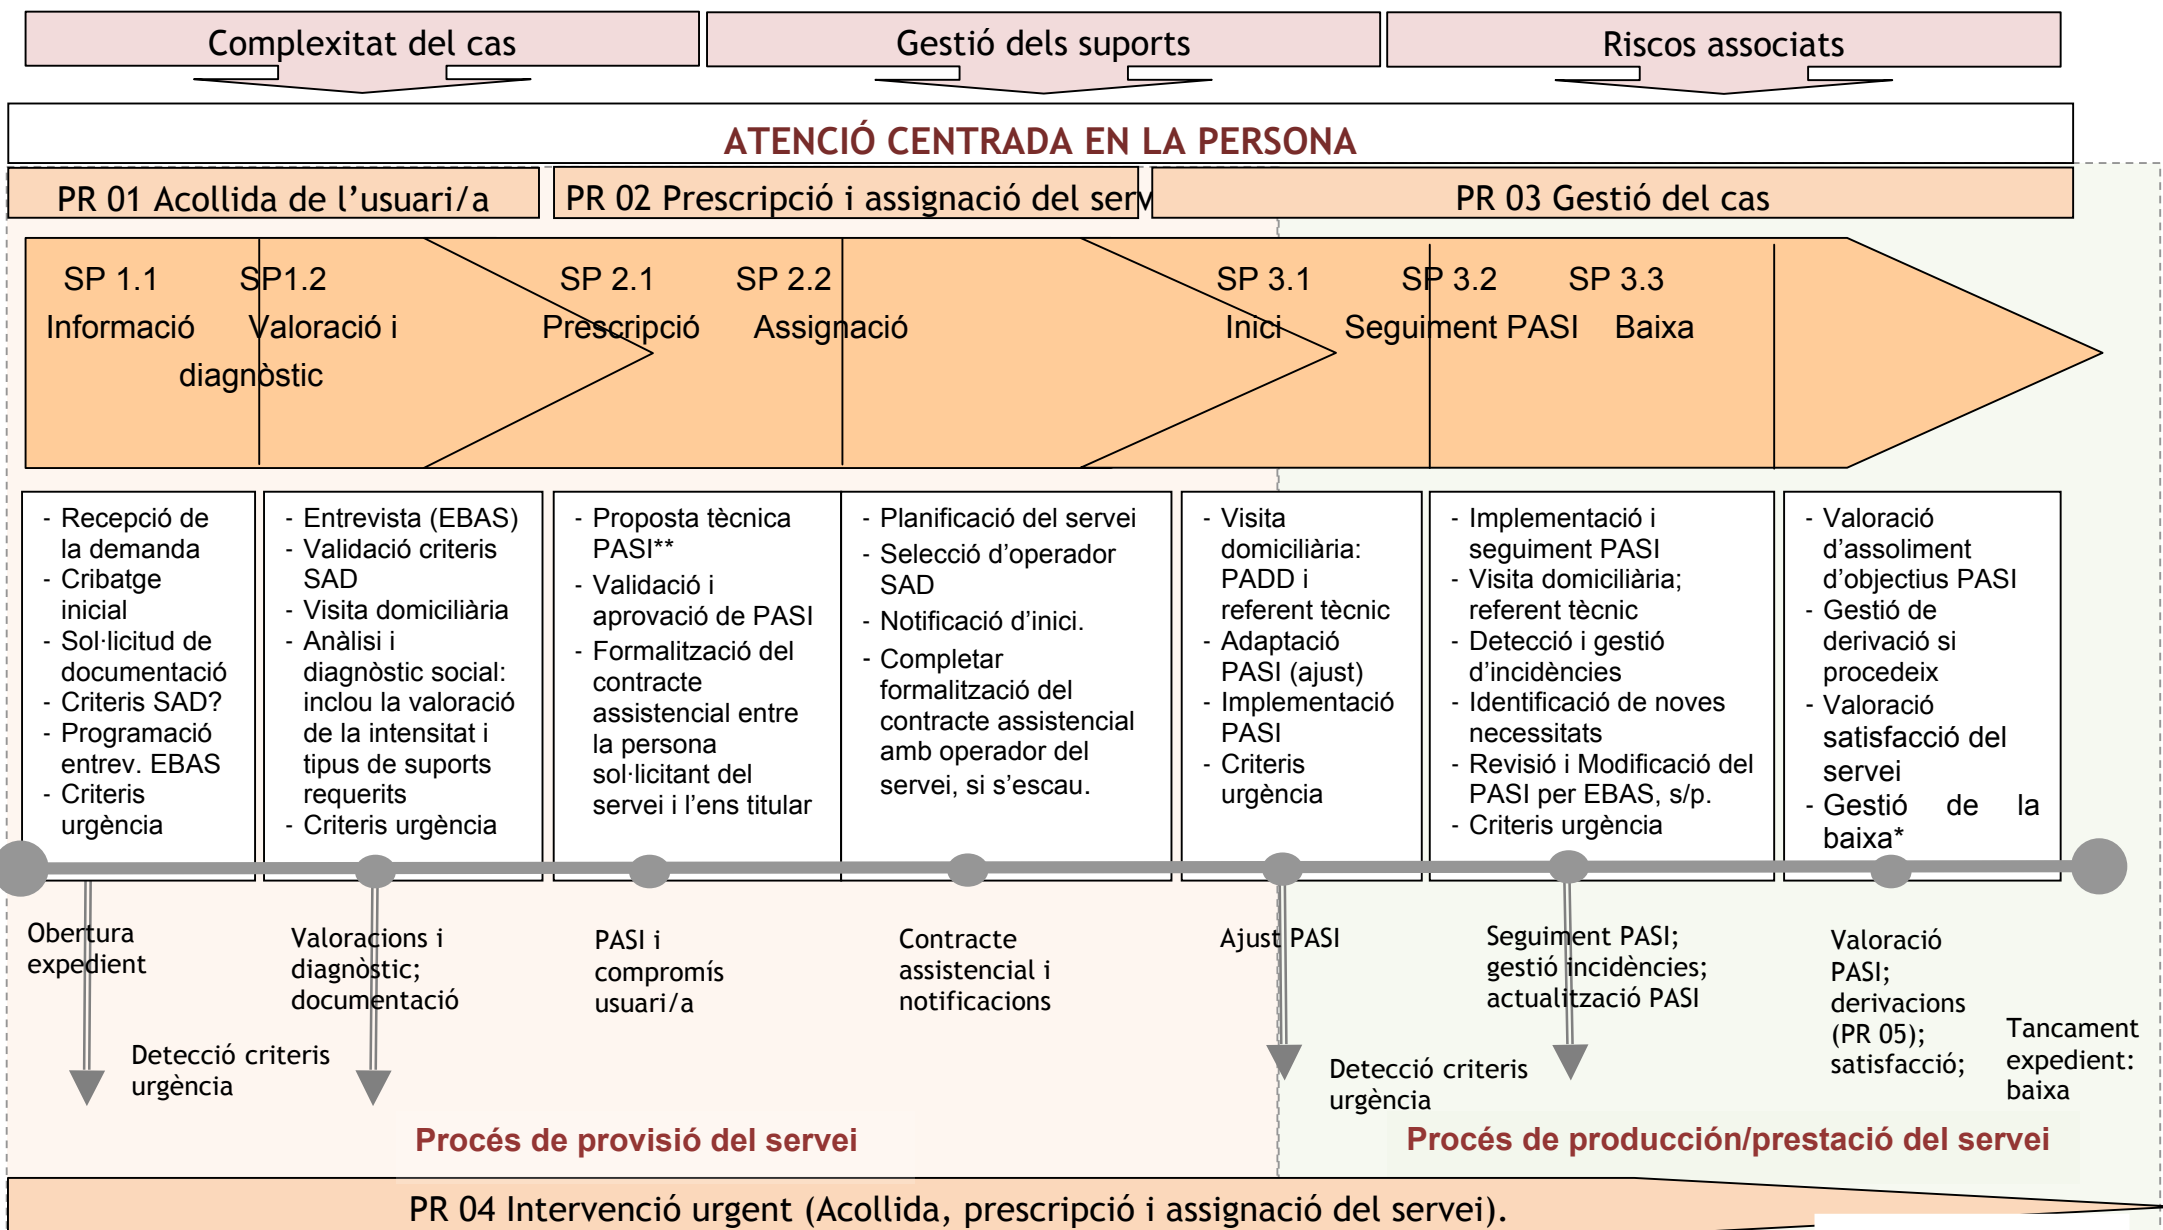 Complexitat del cas
Gestió dels suports
Riscos associats
ATENCIÓ CENTRADA EN LA PERSONA
PR 01 Acollida de l’usuari/a
PR 02 Prescripció i assignació del serv
PR 03 Gestió del cas
SP 1.1 SP1.2
Informació Valoració i
diagnòstic
SP 2.1 SP 2.2
Prescripció Assignació
SP 3.1 SP 3.2 SP 3.3
Inici Seguiment PASI Baixa
- Recepció de
la demanda
- Cribatge
inicial
- Sol·licitud de
documentació
- Criteris SAD?
- Programació
entrev. EBAS
- Criteris
urgència
- Entrevista (EBAS)
- Validació criteris
SAD
- Visita domiciliària
- Anàlisi i
diagnòstic social:
inclou la valoració
de la intensitat i
tipus de suports
requerits
- Criteris urgència
- Proposta tècnica
PASI**
- Validació i
aprovació de PASI
- Formalització del
contracte
assistencial entre
la persona
sol·licitant del
servei i l’ens titular
- Planificació del servei
- Selecció d’operador
SAD
- Notificació d’inici.
- Completar
formalització del
contracte assistencial
amb operador del
servei, si s’escau.
- Visita
domiciliària:
PADD i
referent tècnic
- Adaptació
PASI (ajust)
- Implementació
PASI
- Criteris
urgència
- Implementació i
seguiment PASI
- Visita domiciliària;
referent tècnic
- Detecció i gestió
d’incidències
- Identificació de noves
necessitats
- Revisió i Modificació del
PASI per EBAS, s/p.
- Criteris urgència
- Valoració
d’assoliment
d’objectius PASI
- Gestió de
derivació si
procedeix
- Valoració
satisfacció del
servei
- Gestió de la
baixa*
Obertura
expedient
Valoracions i
diagnòstic;
documentació
PASI i
compromís
usuari/a
Contracte
assistencial i
notificacions
Ajust PASI
Seguiment PASI;
gestió incidències;
actualització PASI
Valoració
PASI;
derivacions
(PR 05);
satisfacció;
Tancament
expedient:
baixa
Detecció criteris
urgència
Detecció criteris
urgència
Procés de provisió del servei
Procés de producción/prestació del servei
PR 04 Intervenció urgent (Acollida, prescripció i assignació del servei).